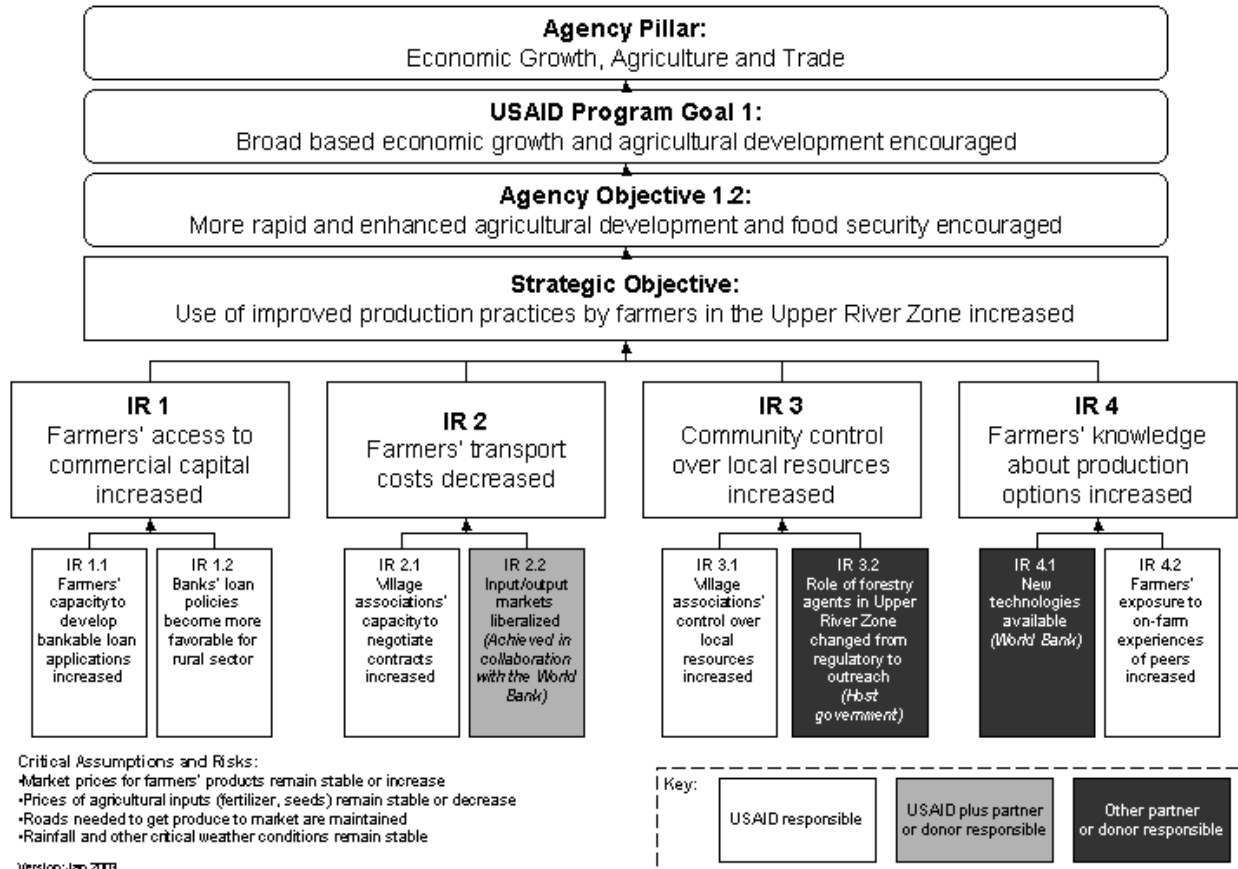 Agency Pillar:
Economic Growth, Agriculture and Trade
USAID Program Goal 1:
Broad based economic growth and agricultural development encouraged
Agency Objective 1.2:
More rapid and enhanced agricultural development and food security encouraged
Strategic Objective:
Use of improved production practices by farmers in the Upper River Zone increased
IR 1
Farmers' access to
commercial capital
increased
IR 2
Farmers' transport
costs decreased
IR 3
Community control
over local resources
increased
IR 4
Farmers' knowledge
about production
options increased
IR 1.1
Farmers'
capacity to
develop
bankable loan
applications
increased
IR 1.2
Banks' loan
policies
become more
favorable for
rural sector
IR 2.1
Village
associations'
capacity to
negotiate
contracts
increased
IR 2.2
Input/output
markets
liberalized
(Achieved in
collaboration
with the World
Bank)
IR 3.1
Village
associations'
control over
local
resources
increased
IR 3.2
Role of forestry
agents in Upper
River Zone
changed from
regulatory to
outreach
(Host
government)
IR 4.1
New
technologies
available
(World Bank)
IR 4.2
Farmers'
exposure to
on-farm
experiences
of peers
increased
Critical Assumptions and Risks:
•Market prices for farmers' products remain stable or increase
•Prices of agricultural inputs (fertilizer, seeds) remain stable or decrease
•Roads needed to get produce to market are maintained
•Rainfall and other critical weather conditions remain stable
Version: Jan 2003
Key:
USAID responsible
USAID plus partner
or donor responsible
Other partner
or donor responsible